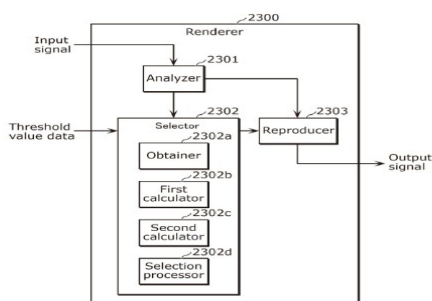 2300
Renderer
Input
signal
2301
Analyzer
2302
2303
Threshold
value data
Selector
2302a
Obtainer
Reproducer
2302b
First
calculator
Output
signal
2302c
Second
calculator
2302d
Selection
processor